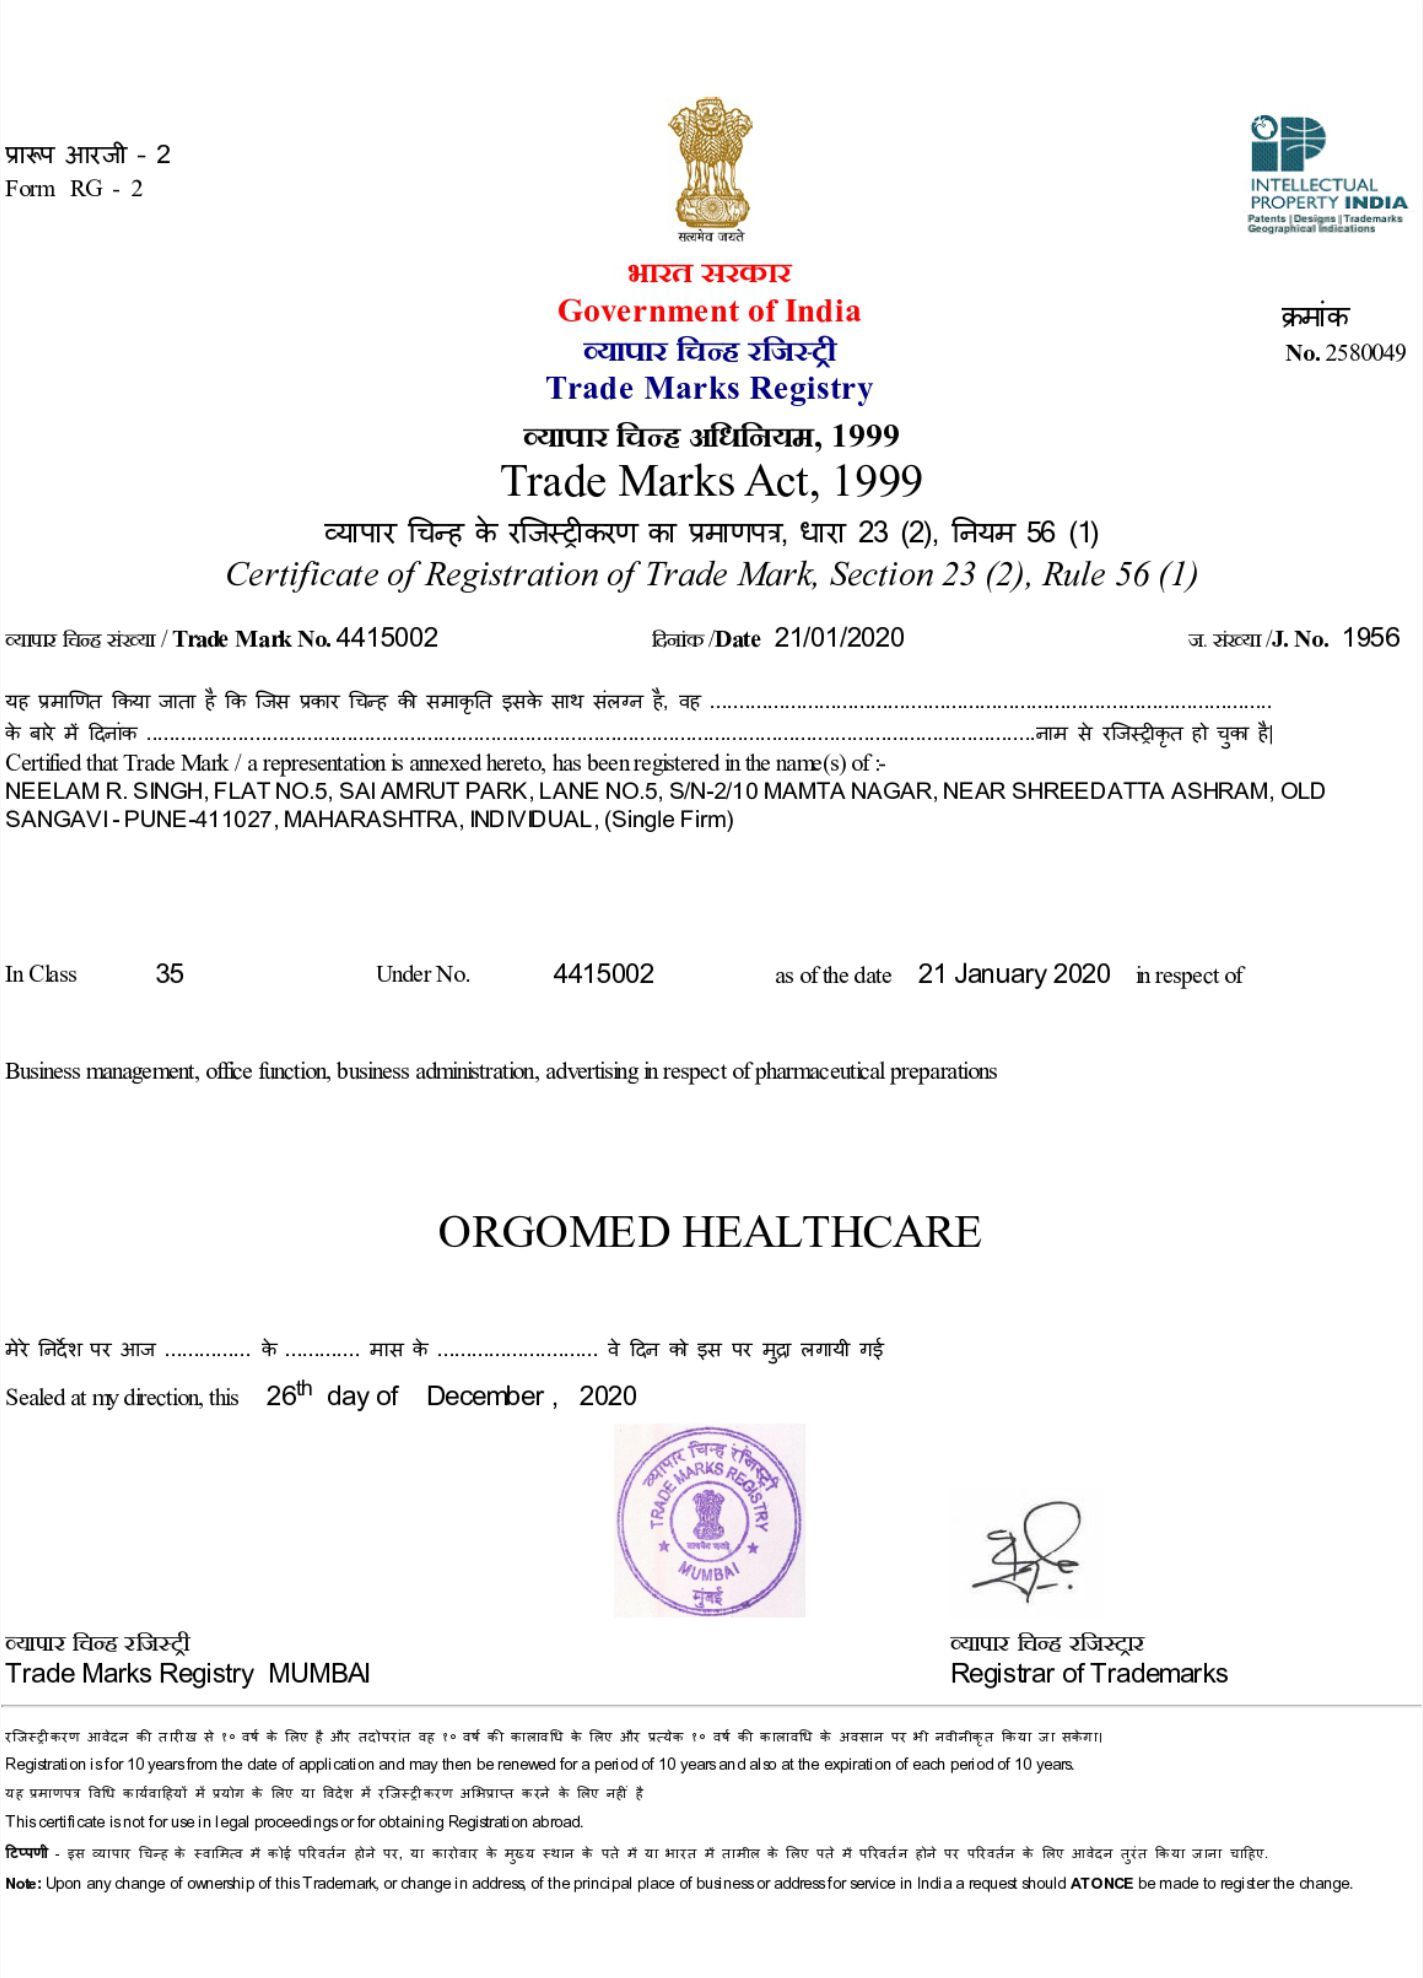 प्रारूप आरजी - 2
Form RG - 2
सत्यमेव जयते
INTELLECTUAL
PROPERTY INDIA
Patents | Designs | Trademarks
Geographical Indications
भारत सरकार
Government of India
व्यापार चिन्ह रजिस्ट्री
Trade Marks Registry
क्रमांक
No. 2580049
व्यापार चिन्ह अधिनियम, 1999
Trade Marks Act, 1999
व्यापार चिन्ह के रजिस्ट्रीकरण का प्रमाणपत्र, धारा 23 (2), नियम 56 (1)
Certificate of Registration of Trade Mark, Section 23 (2), Rule 56 (1)
व्यापार चिन्ह संख्या / Trade Mark No. 4415002 दिनांक /Date 21/01/2020 ज. संख्या /J. No. 1956
यह प्रमाणित किया जाता है कि जिस प्रकार चिन्ह की समाकृति इसके साथ संलग्न है, वह ....................
के बारे में दिनांक ....................नाम से रजिस्ट्रीकृत हो चुका है|
Certified that Trade Mark / a representation is annexed hereto, has been registered in the name(s) of :-
NEELAM R. SINGH, FLAT NO.5, SAI AMRUT PARK, LANE NO.5, S/N-2/10 MAMTA NAGAR, NEAR SHREEDATTA ASHRAM, OLD
SANGAVI - PUNE-411027, MAHARASHTRA, INDIVIDUAL, (Single Firm)
In Class 35 Under No. 4415002 as of the date 21 January 2020 in respect of
Business management, office function, business administration, advertising in respect of pharmaceutical preparations
ORGOMED HEALTHCARE
मेरे निर्देश पर आज ............... के ............. मास के ............................ वे दिन को इस पर मुद्रा लगायी गई
Sealed at my direction, this 26th day of December , 2020
व्यापार चिन्ह रजिस्ट्री
TRADE MARKS REGISTRY
सत्यमेव जयते
MUMBAI
मुंबई
व्यापार चिन्ह रजिस्ट्री
Trade Marks Registry MUMBAI
व्यापार चिन्ह रजिस्ट्रार
Registrar of Trademarks
रजिस्ट्रीकरण आवेदन की तारीख से १० वर्ष के लिए है और तदोपरांत वह १० वर्ष की कालावधि के लिए और प्रत्येक १० वर्ष की कालावधि के अवसान पर भी नवीनीकृत किया जा सकेगा|
Registration is for 10 years from the date of application and may then be renewed for a period of 10 years and also at the expiration of each period of 10 years.
यह प्रमाणपत्र विधि कार्यवाहियों में प्रयोग के लिए या विदेश में रजिस्ट्रीकरण अभिप्राप्त करने के लिए नहीं है
This certificate is not for use in legal proceedings or for obtaining Registration abroad.
टिप्पणी - इस व्यापार चिन्ह के स्वामित्व में कोई परिवर्तन होने पर, या कारोवार के मुख्य स्थान के पते में या भारत में तामील के लिए पते में परिवर्तन होने पर परिवर्तन के लिए आवेदन तुरंत किया जाना चाहिए.
Note: Upon any change of ownership of this Trademark, or change in address, of the principal place of business or address for service in India a request should AT ONCE be made to register the change.